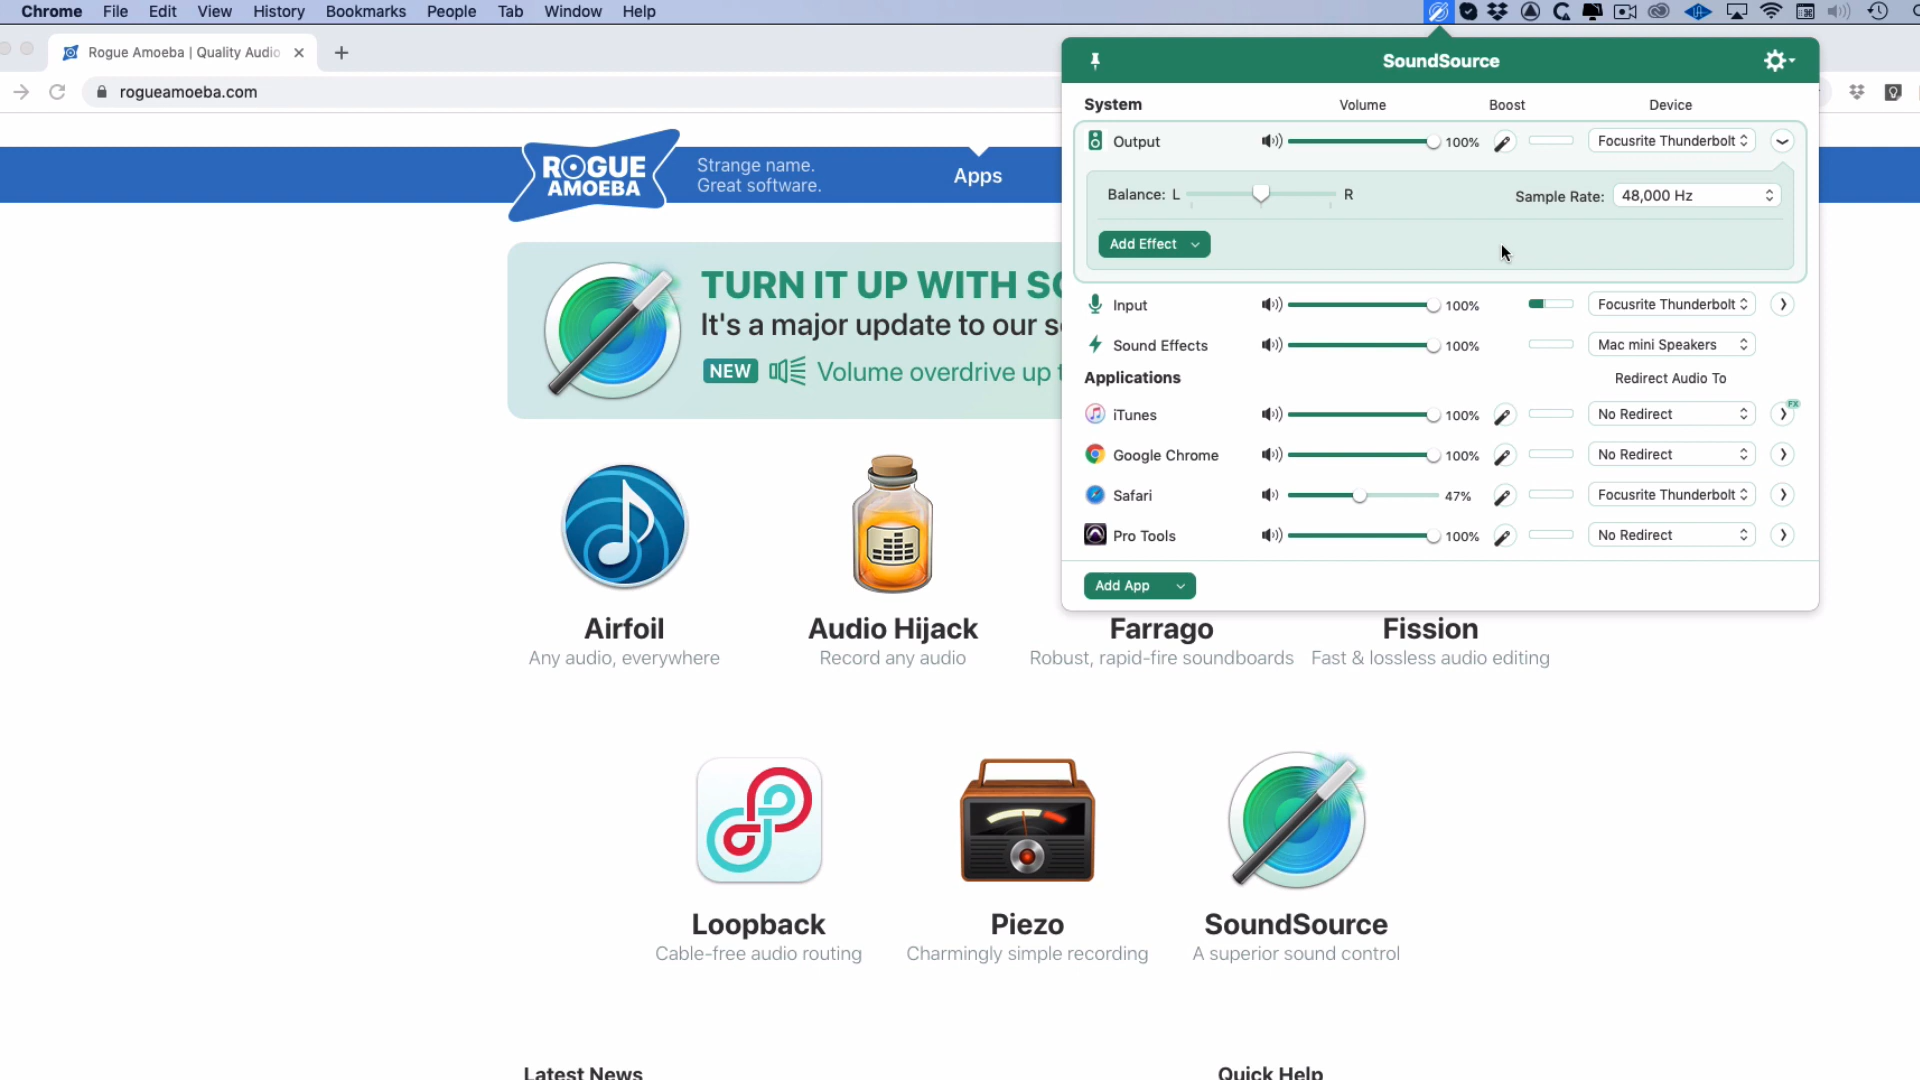 Chrome File Edit View History Bookmarks People Tab Window Help
Rogue Amoeba | Quality Audio
rogueamoeba.com
ROGUE
AMOEBA
Strange name.
Great software.
Apps
TURN IT UP WITH SO
It's a major update to our s
NEW Volume overdrive up t
SoundSource
System Volume Boost Device
Output 100% Focusrite Thunderbolt
Balance: L R Sample Rate: 48,000 Hz
Add Effect
Input 100% Focusrite Thunderbolt
Sound Effects 100% Mac mini Speakers
Applications Redirect Audio To
iTunes 100% No Redirect FX
Google Chrome 100% No Redirect
Safari 47% Focusrite Thunderbolt
Pro Tools 100% No Redirect
Add App
Airfoil
Any audio, everywhere
Audio Hijack
Record any audio
Farrago
Robust, rapid-fire soundboards
Fission
Fast & lossless audio editing
Loopback
Cable-free audio routing
Piezo
Charmingly simple recording
SoundSource
A superior sound control
Latest News
Quick Help